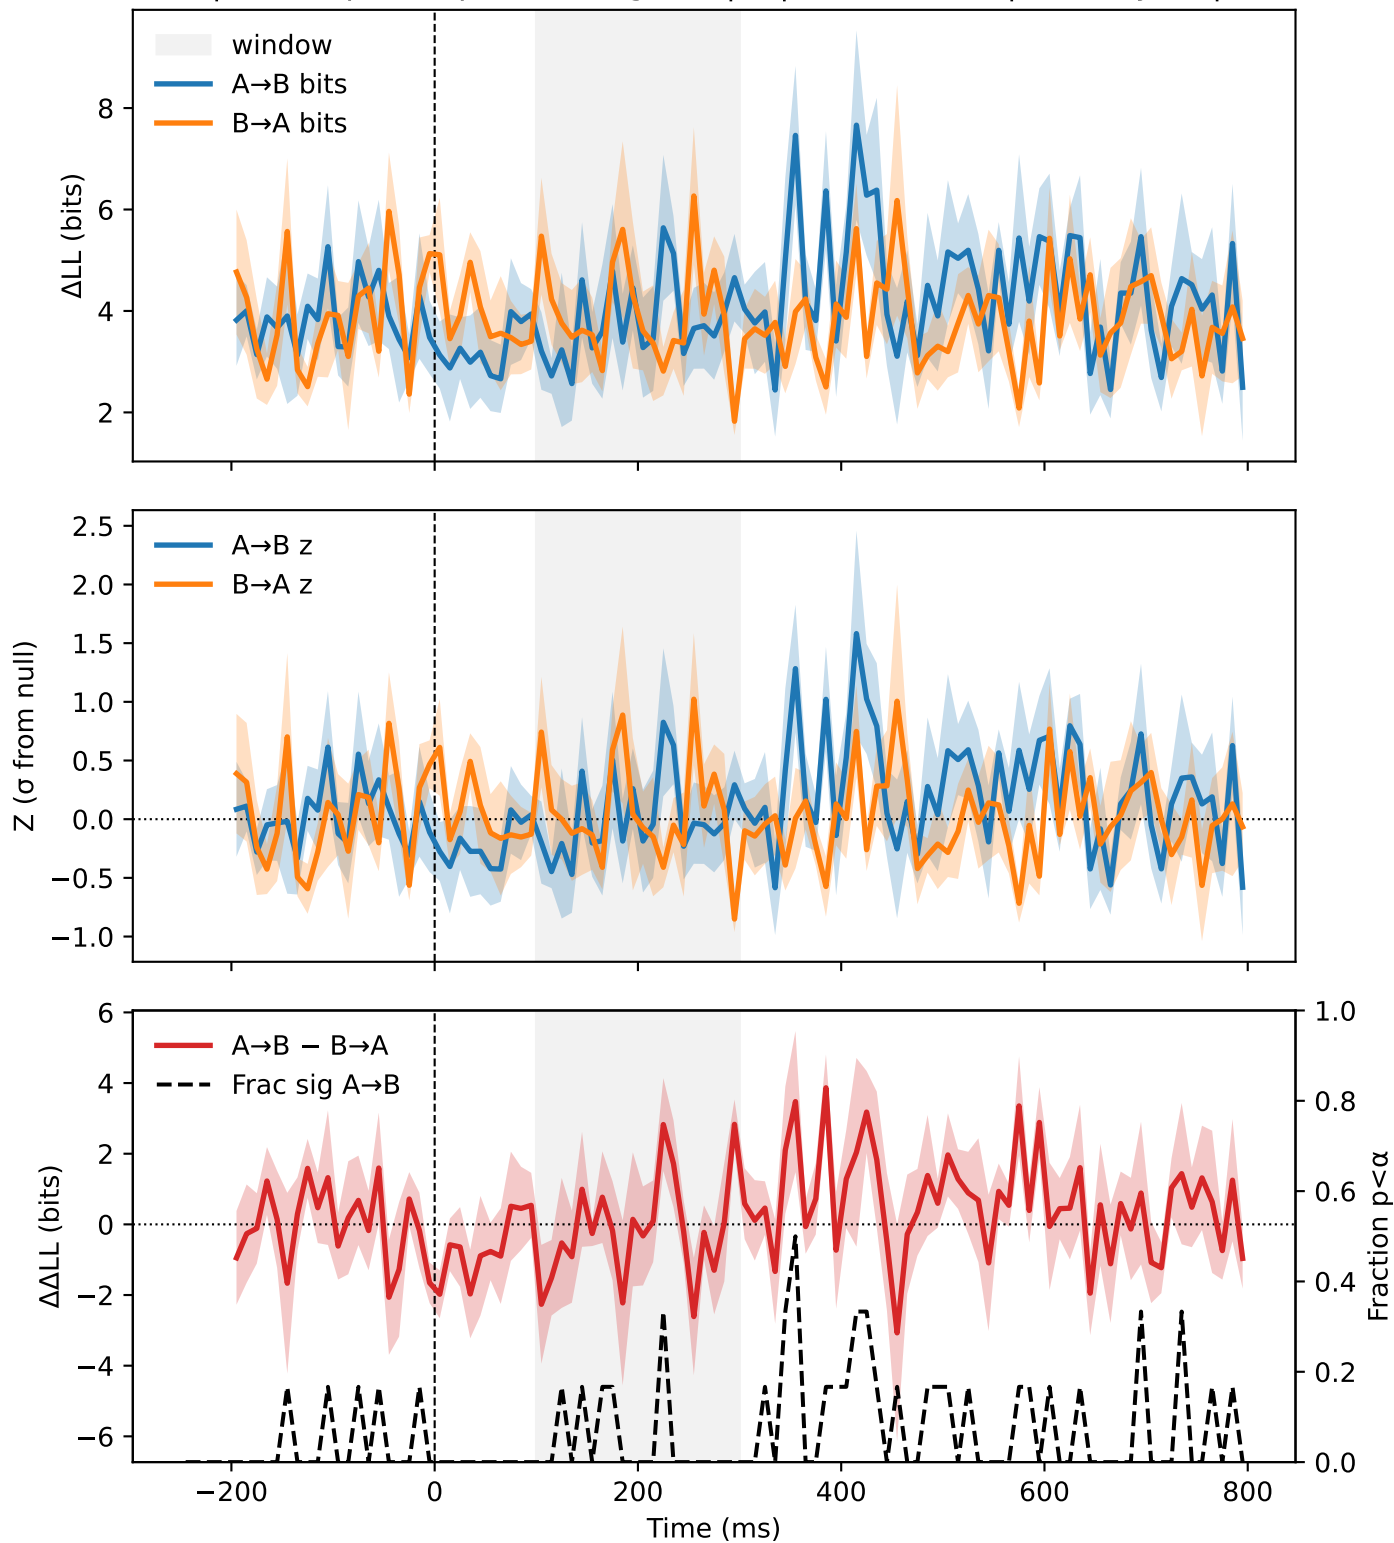 window
A→B bits
B→A bits
8
6
4
2
ΔLL (bits)
A→B z
B→A z
2.5
2.0
1.5
1.0
0.5
0.0
−0.5
−1.0
Z (σ from null)
A→B − B→A
Frac sig A→B
6
4
2
0
−2
−4
−6
ΔΔLL (bits)
1.0
0.8
0.6
0.4
0.2
0.0
Fraction p<α
−200
0
200
400
600
800
Time (ms)